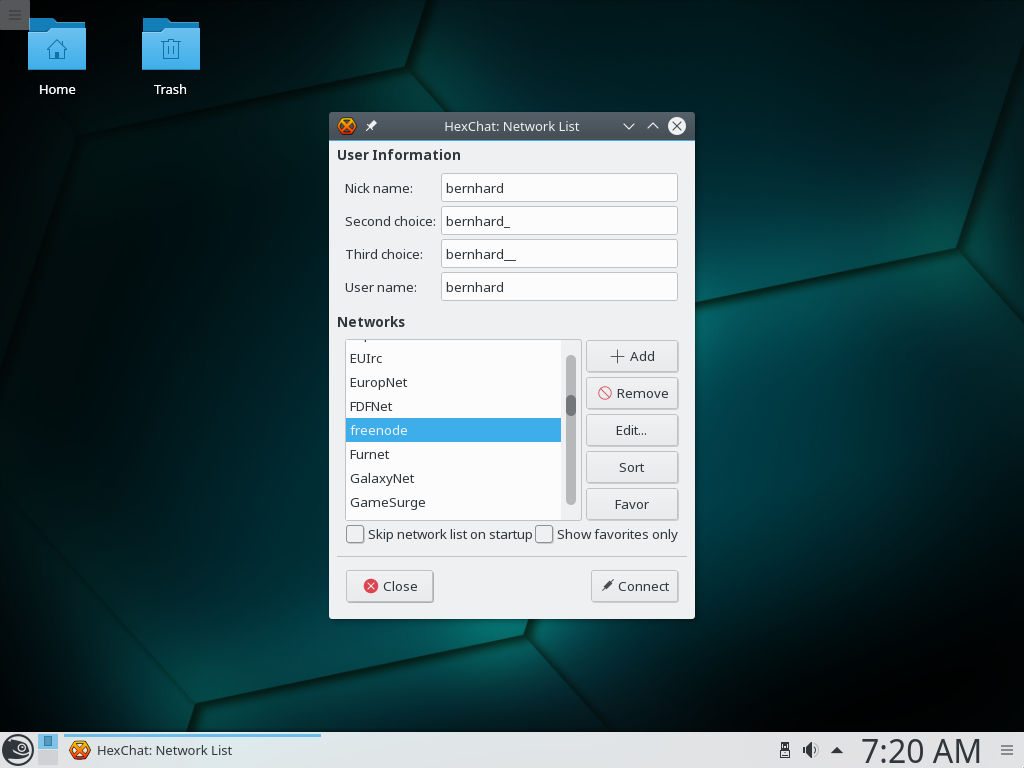 Home
Trash
HexChat: Network List
User Information
Nick name: bernhard
Second choice: bernhard_
Third choice: bernhard__
User name: bernhard
Networks
EUIrc
EuropNet
FDFNet
freenode
Furnet
GalaxyNet
GameSurge
Add
Remove
Edit...
Sort
Favor
Skip network list on startup Show favorites only
Close Connect
HexChat: Network List 7:20 AM